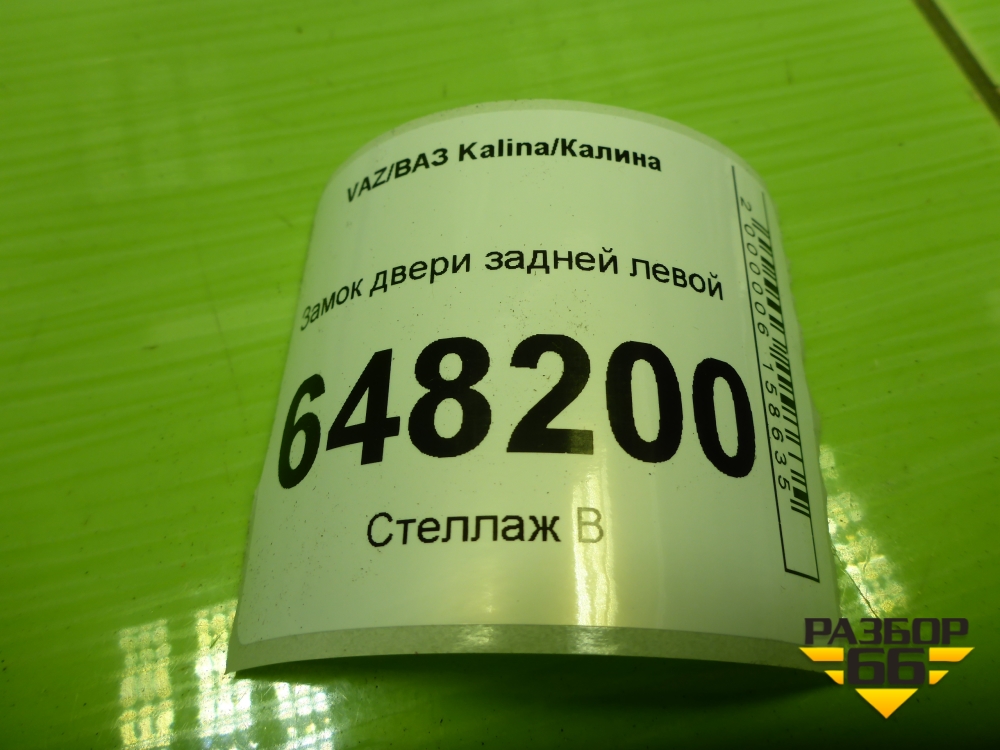 VAZ/ВАЗ Kalina/Калина
Замок двери задней левой
648200
Стеллаж В
2000006158635
РАЗБОР
66